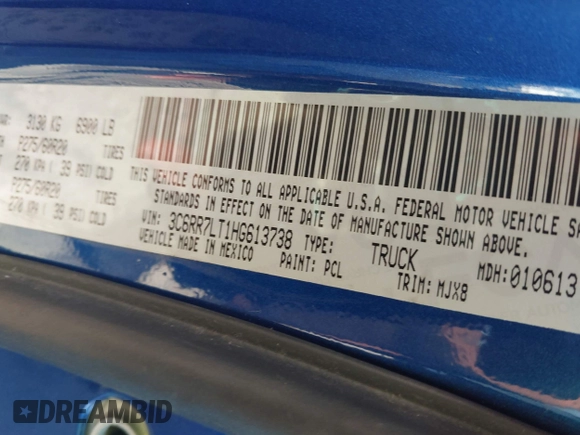 3130 KG 6900 LB
P275/60R20 TIRES
270 KPA ( 39 PSI) COLD
P275/60R20 TIRES
270 KPA ( 39 PSI) COLD
THIS VEHICLE CONFORMS TO ALL APPLICABLE U.S.A. FEDERAL MOTOR VEHICLE
STANDARDS IN EFFECT ON THE DATE OF MANUFACTURE SHOWN ABOVE.
VIN: 3C6RR7LT1HG613738 TYPE: TRUCK MDH:010613
VEHICLE MADE IN MEXICO PAINT: PCL TRIM: MJX8
DREAMBID